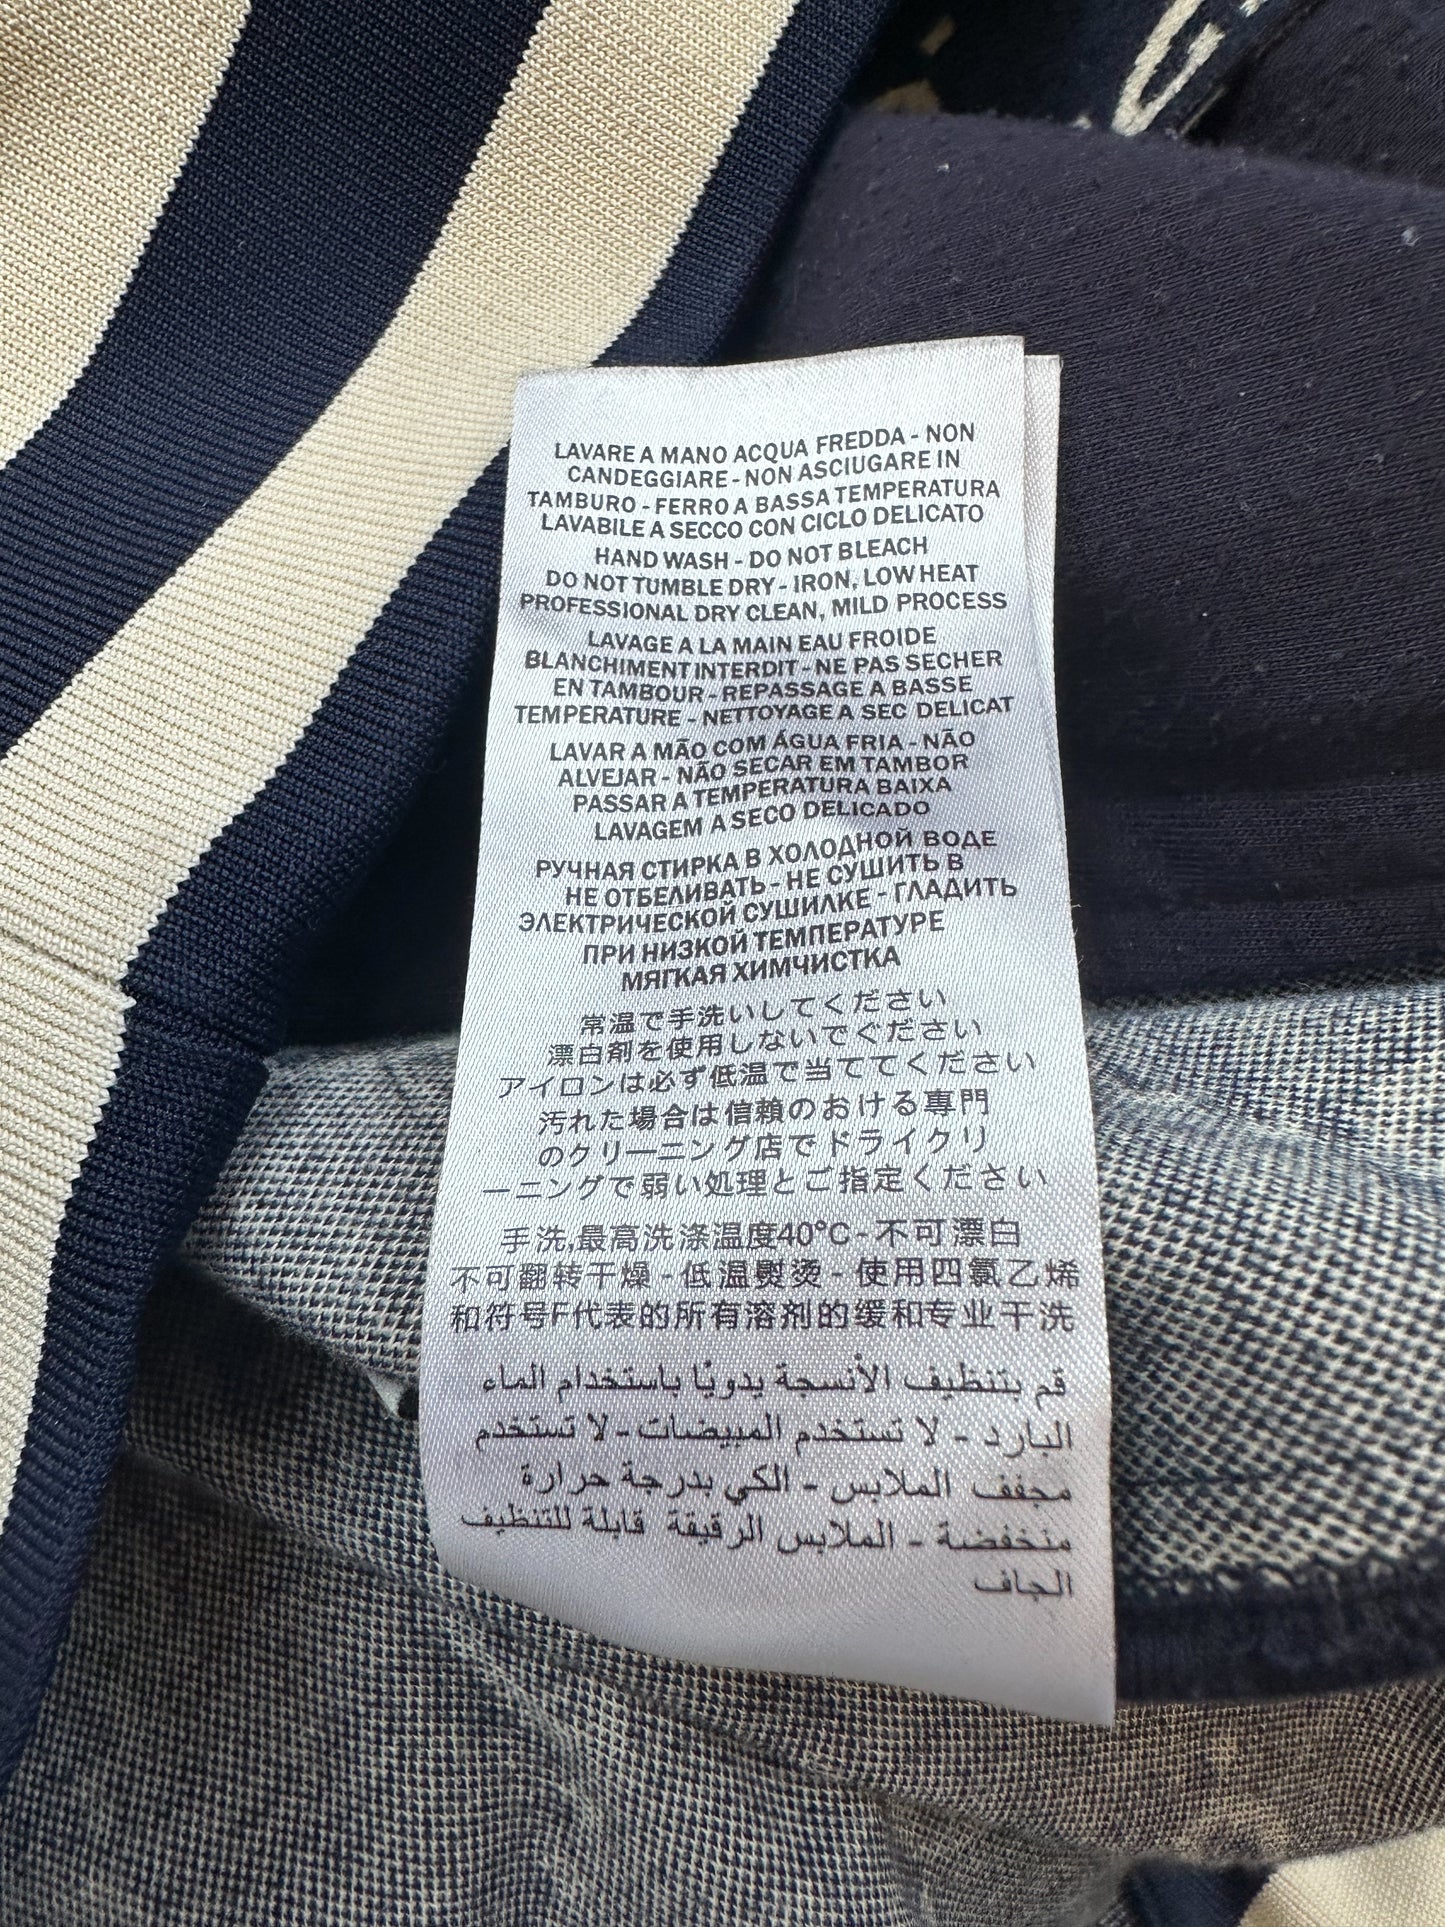 LAVARE A MANO ACQUA FREDDA - NON
CANDEGGIARE - NON ASCIUGARE IN
TAMBURO - FERRO A BASSA TEMPERATURA
LAVABILE A SECCO CON CICLO DELICATO
HAND WASH - DO NOT BLEACH
DO NOT TUMBLE DRY - IRON, LOW HEAT
PROFESSIONAL DRY CLEAN, MILD PROCESS
LAVAGE A LA MAIN EAU FROIDE
BLANCHIMENT INTERDIT - NE PAS SECHER
EN TAMBOUR - REPASSAGE A BASSE
TEMPERATURE - NETTOYAGE A SEC DELICAT
LAVAR A MÃO COM ÁGUA FRIA - NÃO
ALVEJAR - NÃO SECAR EM TAMBOR
PASSAR A TEMPERATURA BAIXA
LAVAGEM A SECO DELICADO
РУЧНАЯ СТИРКА В ХОЛОДНОЙ ВОДЕ
НЕ ОТБЕЛИВАТЬ - НЕ СУШИТЬ В
ЭЛЕКТРИЧЕСКОЙ СУШИЛКЕ - ГЛАДИТЬ
ПРИ НИЗКОЙ ТЕМПЕРАТУРЕ
МЯГКАЯ ХИМЧИСТКА
常温で手洗いしてください
漂白剤を使用しないでください
アイロンは必ず低温で当ててください
汚れた場合は信頼のおける専門
のクリーニング店でドライクリ
ーニングで弱い処理とご指定ください
手洗,最高洗涤温度40°C - 不可漂白
不可翻转干燥 - 低温熨烫 - 使用四氯乙烯
和符号F代表的所有溶剂的缓和专业干洗
قم بتنظيف الأنسجة يدويًا باستخدام الماء
البارد - لا تستخدم المبيضات - لا تستخدم
مجفف الملابس - الكي بدرجة حرارة
منخفضة - الملابس الرقيقة قابلة للتنظيف
الجاف